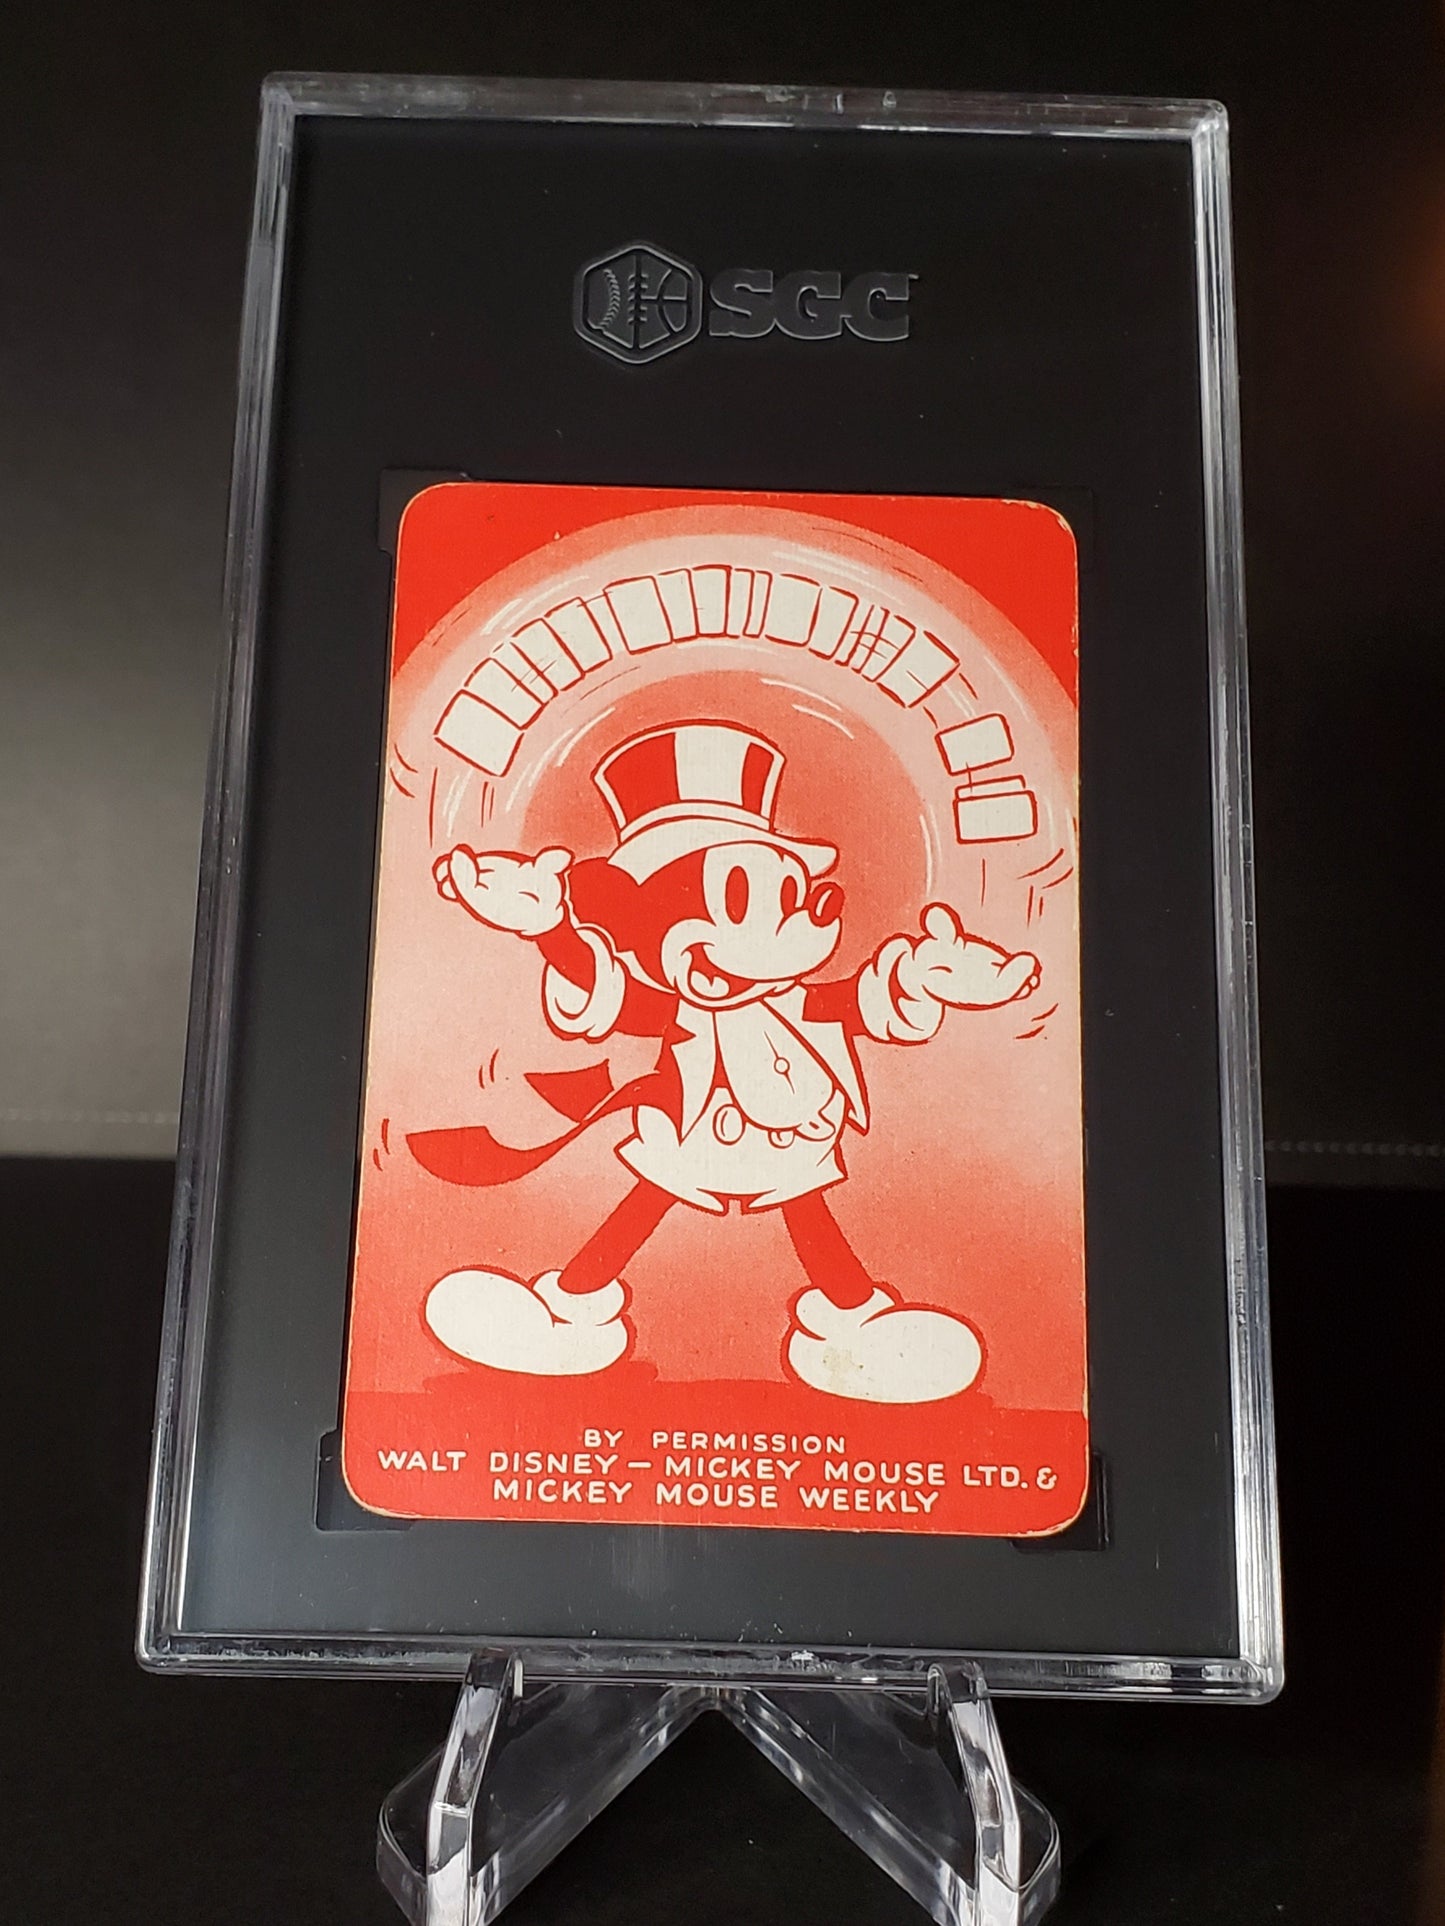 SGC
BY PERMISSION
WALT DISNEY — MICKEY MOUSE LTD. &
MICKEY MOUSE WEEKLY